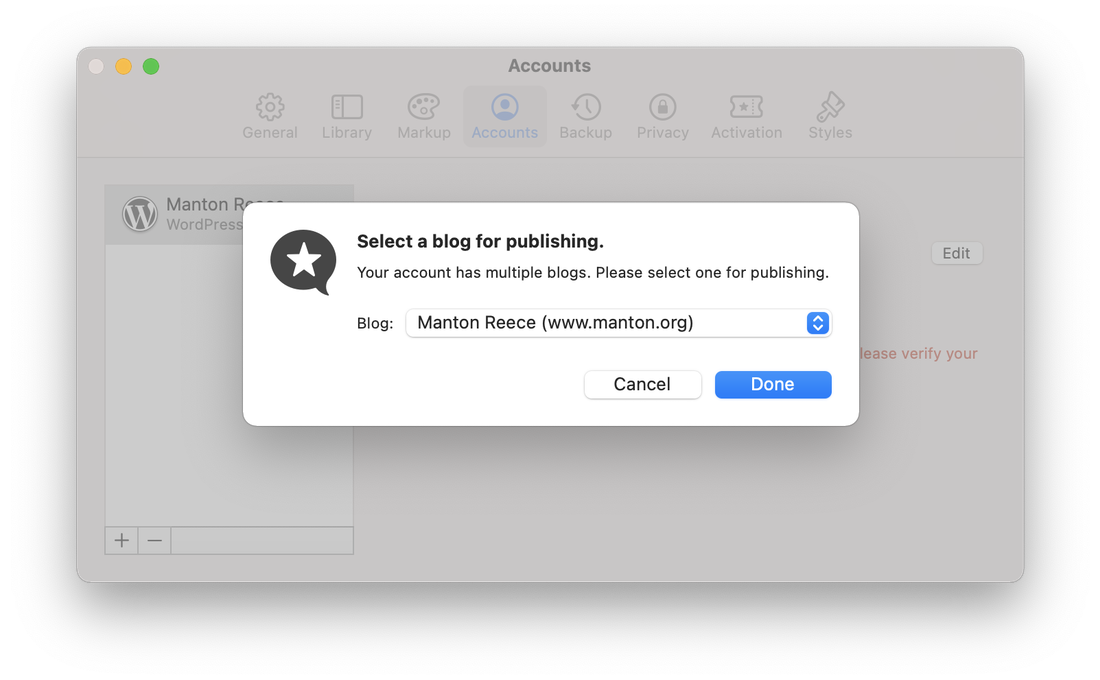 Accounts
General Library Markup Accounts Backup Privacy Activation Styles
Manton Reece
WordPress
Edit
Select a blog for publishing.
Your account has multiple blogs. Please select one for publishing.
Blog: Manton Reece (www.manton.org)
Cancel Done
lease verify your